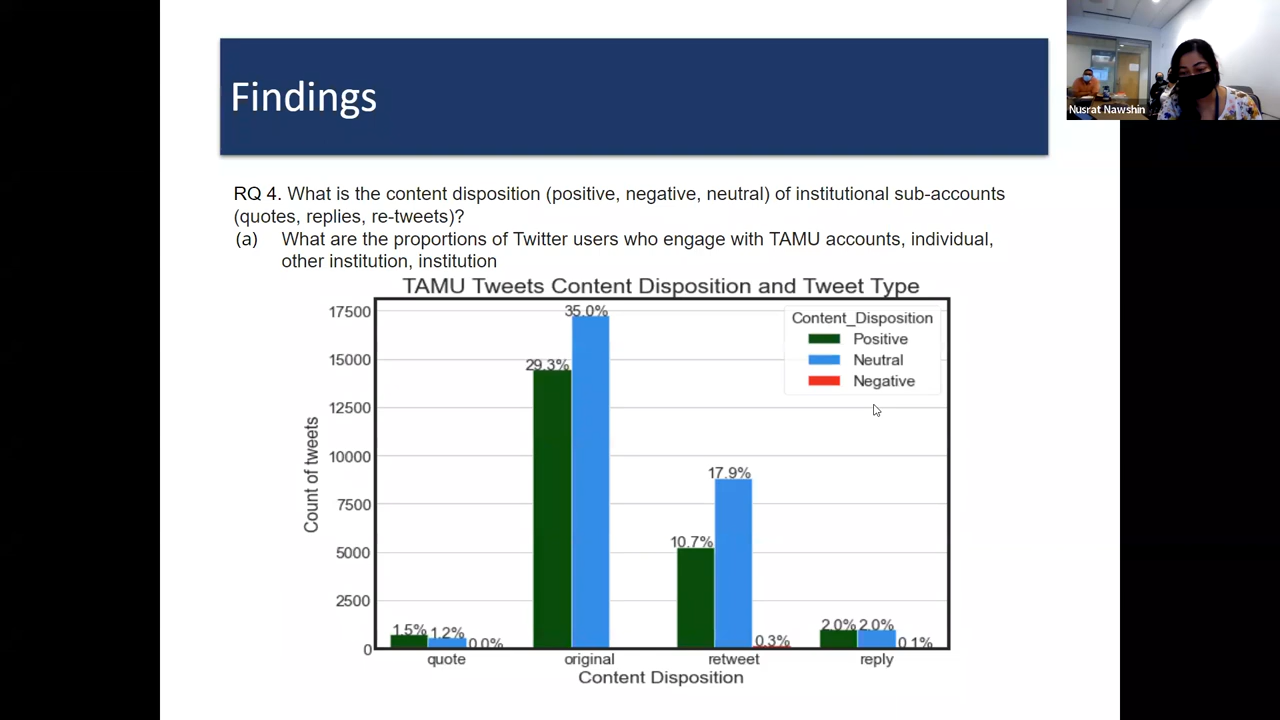 Findings
Nusrat Nawshin
RQ 4. What is the content disposition (positive, negative, neutral) of institutional sub-accounts
(quotes, replies, re-tweets)?
(a) What are the proportions of Twitter users who engage with TAMU accounts, individual,
other institution, institution
TAMU Tweets Content Disposition and Tweet Type
Content_Disposition
Positive
Neutral
Negative
Count of tweets
17500
15000
12500
10000
7500
5000
2500
0
1.5% 1.2% 0.0%
29.3% 35.0%
10.7% 17.9% 0.3%
2.0% 2.0% 0.1%
quote original retweet reply
Content Disposition